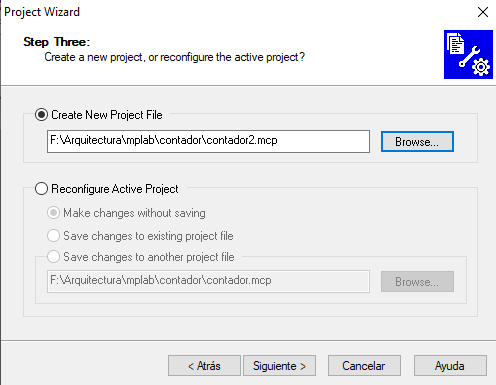 Project Wizard
Step Three:
Create a new project, or reconfigure the active project?
Create New Project File
F:\Arquitectura\mplab\contador\contador2.mcp
Browse...
Reconfigure Active Project
Make changes without saving
Save changes to existing project file
Save changes to another project file
F:\Arquitectura\mplab\contador\contador.mcp
Browse...
< Atrás
Siguiente >
Cancelar
Ayuda